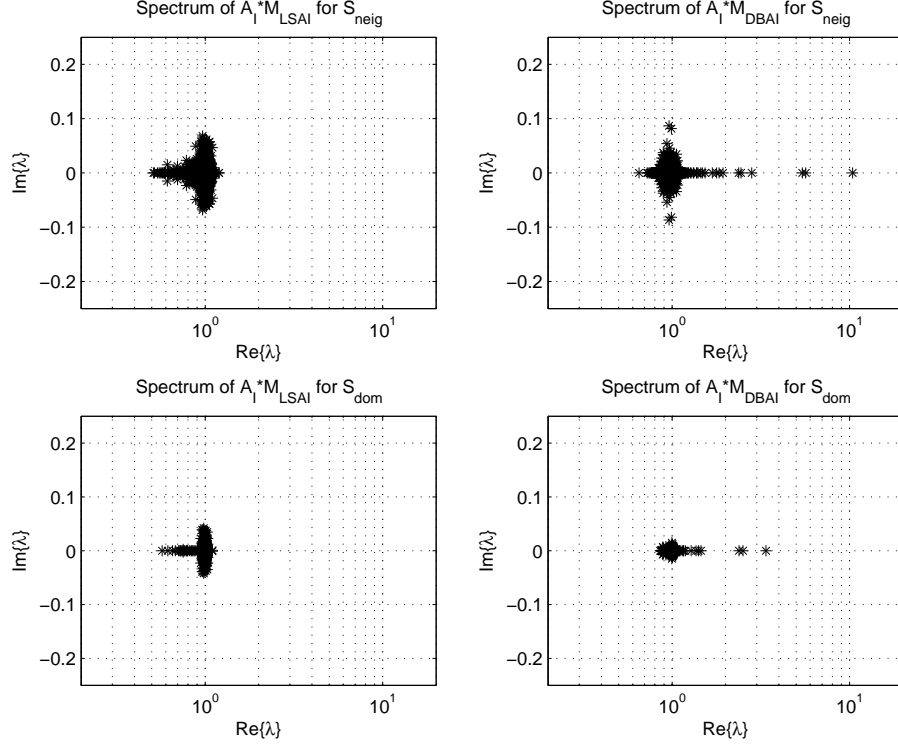 Spectrum of A_I*M_LSAI for S_neig
0.2
0.1
0
−0.1
−0.2
Im{λ}
10^0
10^1
Re{λ}
Spectrum of A_I*M_DBAI for S_neig
0.2
0.1
0
−0.1
−0.2
Im{λ}
10^0
10^1
Re{λ}
Spectrum of A_I*M_LSAI for S_dom
0.2
0.1
0
−0.1
−0.2
Im{λ}
10^0
10^1
Re{λ}
Spectrum of A_I*M_DBAI for S_dom
0.2
0.1
0
−0.1
−0.2
Im{λ}
10^0
10^1
Re{λ}